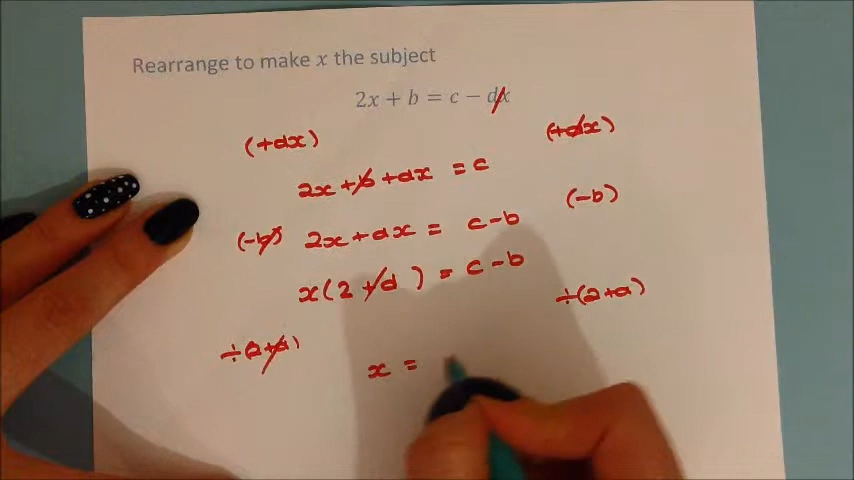 Rearrange to make x the subject
2x + b = c − dx
(+dx) (+dx)
2x + b + dx = c
(-b) (-b)
2x + dx = c - b
x(2 + d) = c - b
÷(2+d) ÷(2+d)
x =